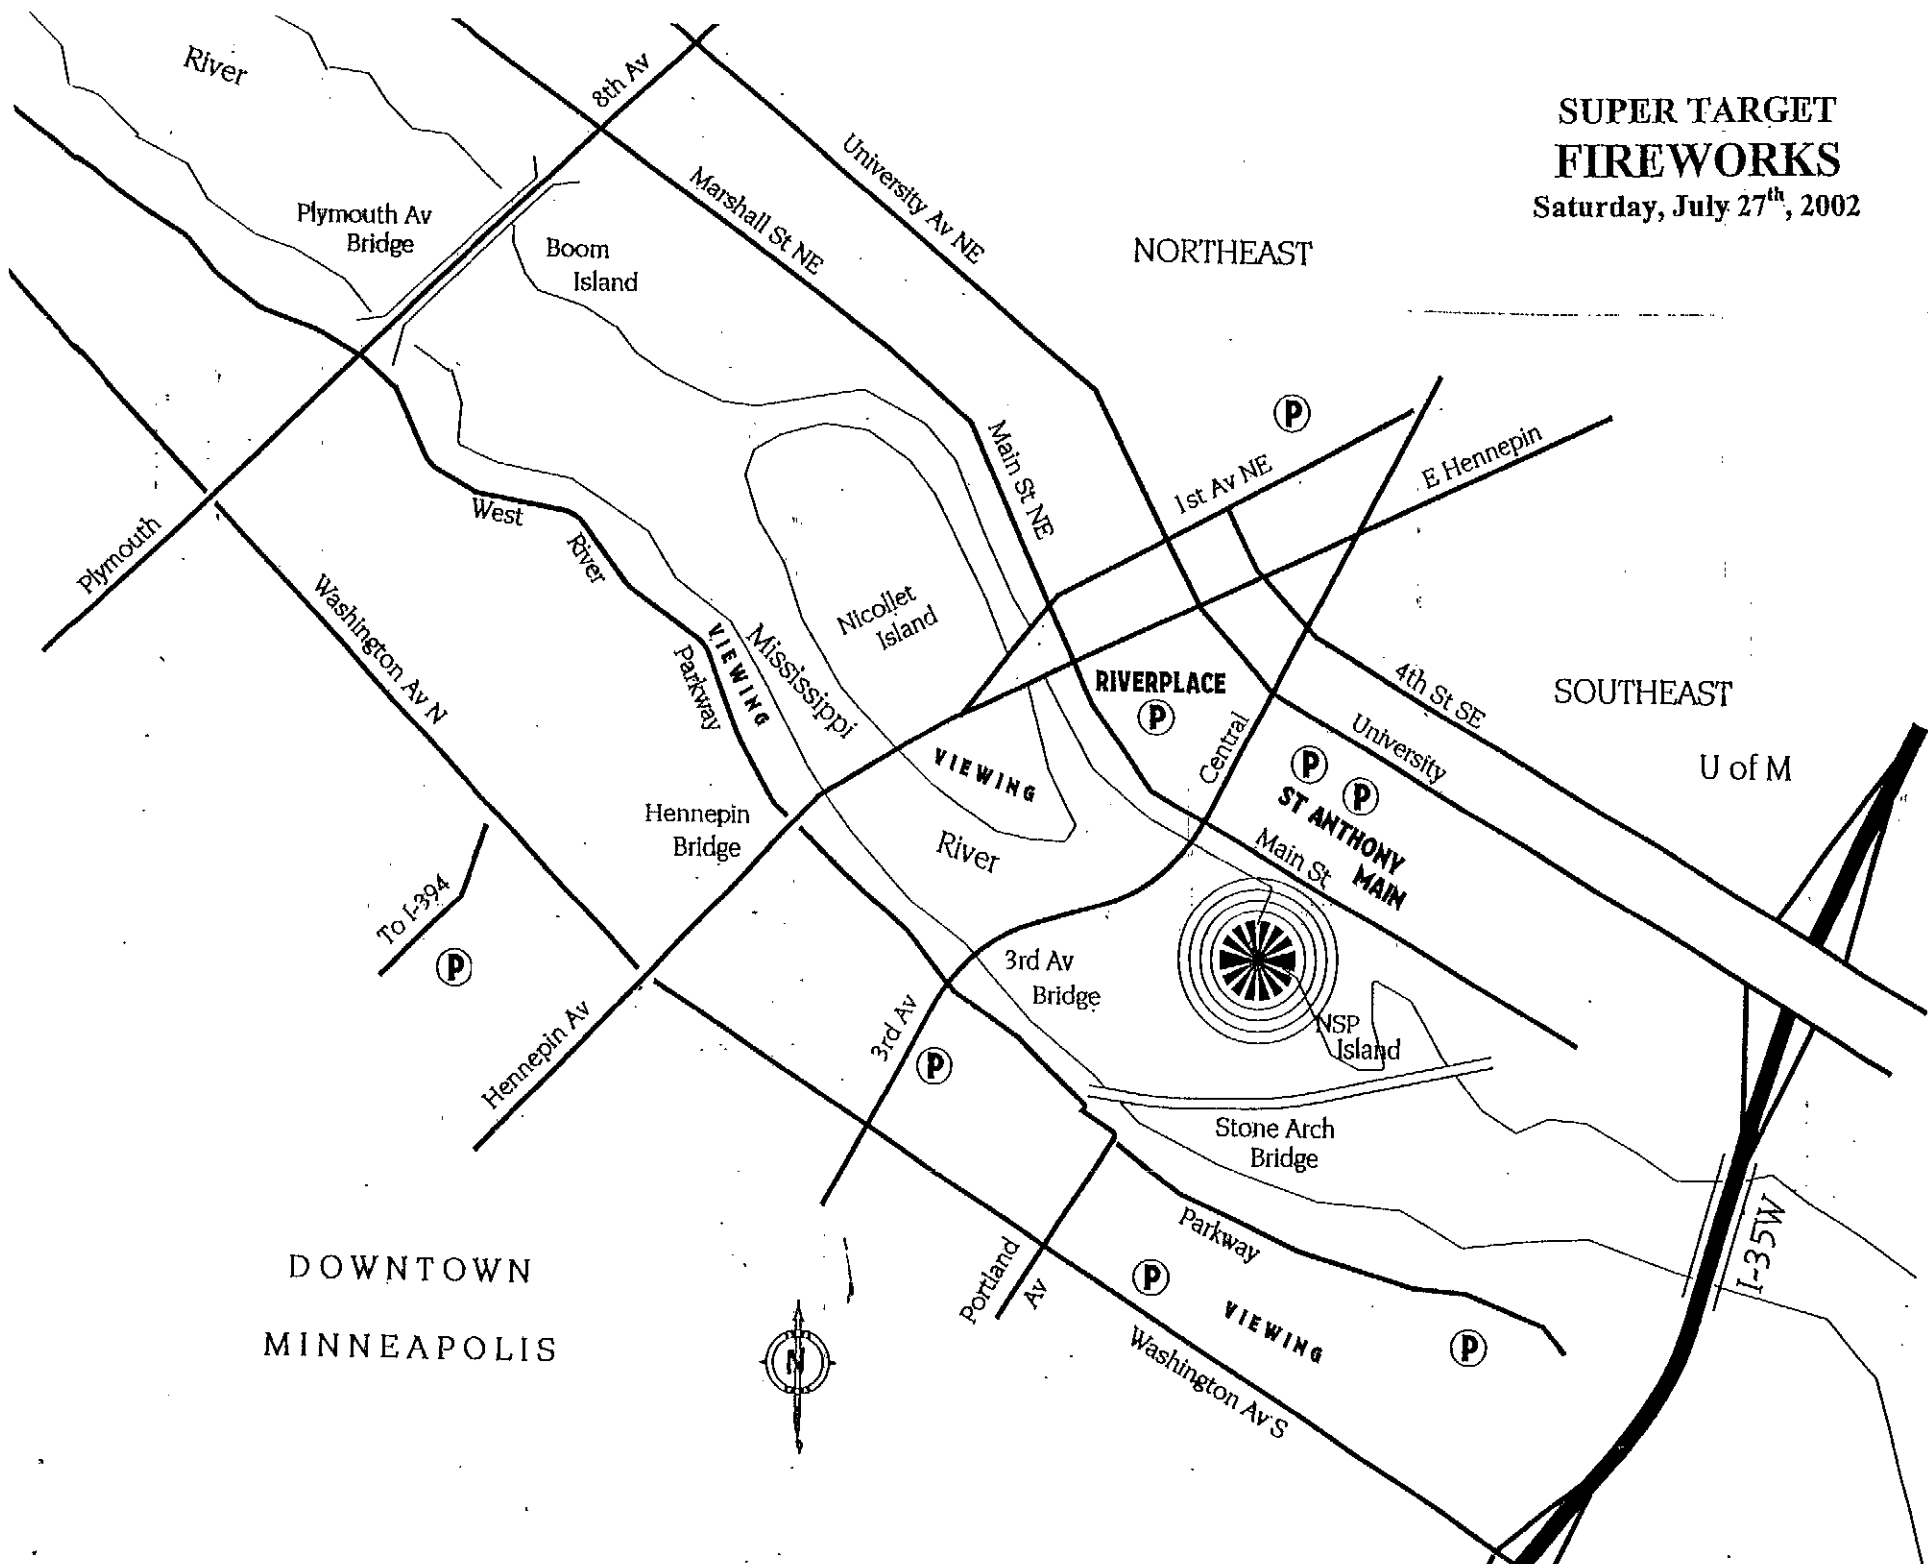 SUPER TARGET
FIREWORKS
Saturday, July 27th, 2002
River
8th Av
University Av NE
Marshall St NE
NORTHEAST
Plymouth Av
Bridge
Boom
Island
P
Main St NE
1st Av NE
E Hennepin
West
River
Parkway
Plymouth
Washington Av N
VIEWING
Mississippi
Nicollet
Island
RIVERPLACE
P
4th St SE
SOUTHEAST
University
U of M
Central
VIEWING
P
P
ST ANTHONY
MAIN
Hennepin
Bridge
River
Main St
To I-394
P
3rd Av
Bridge
3rd Av
Hennepin Av
NSP
Island
P
Stone Arch
Bridge
I-35W
Parkway
DOWNTOWN
MINNEAPOLIS
Portland
Av
P
VIEWING
P
N
Washington Av S